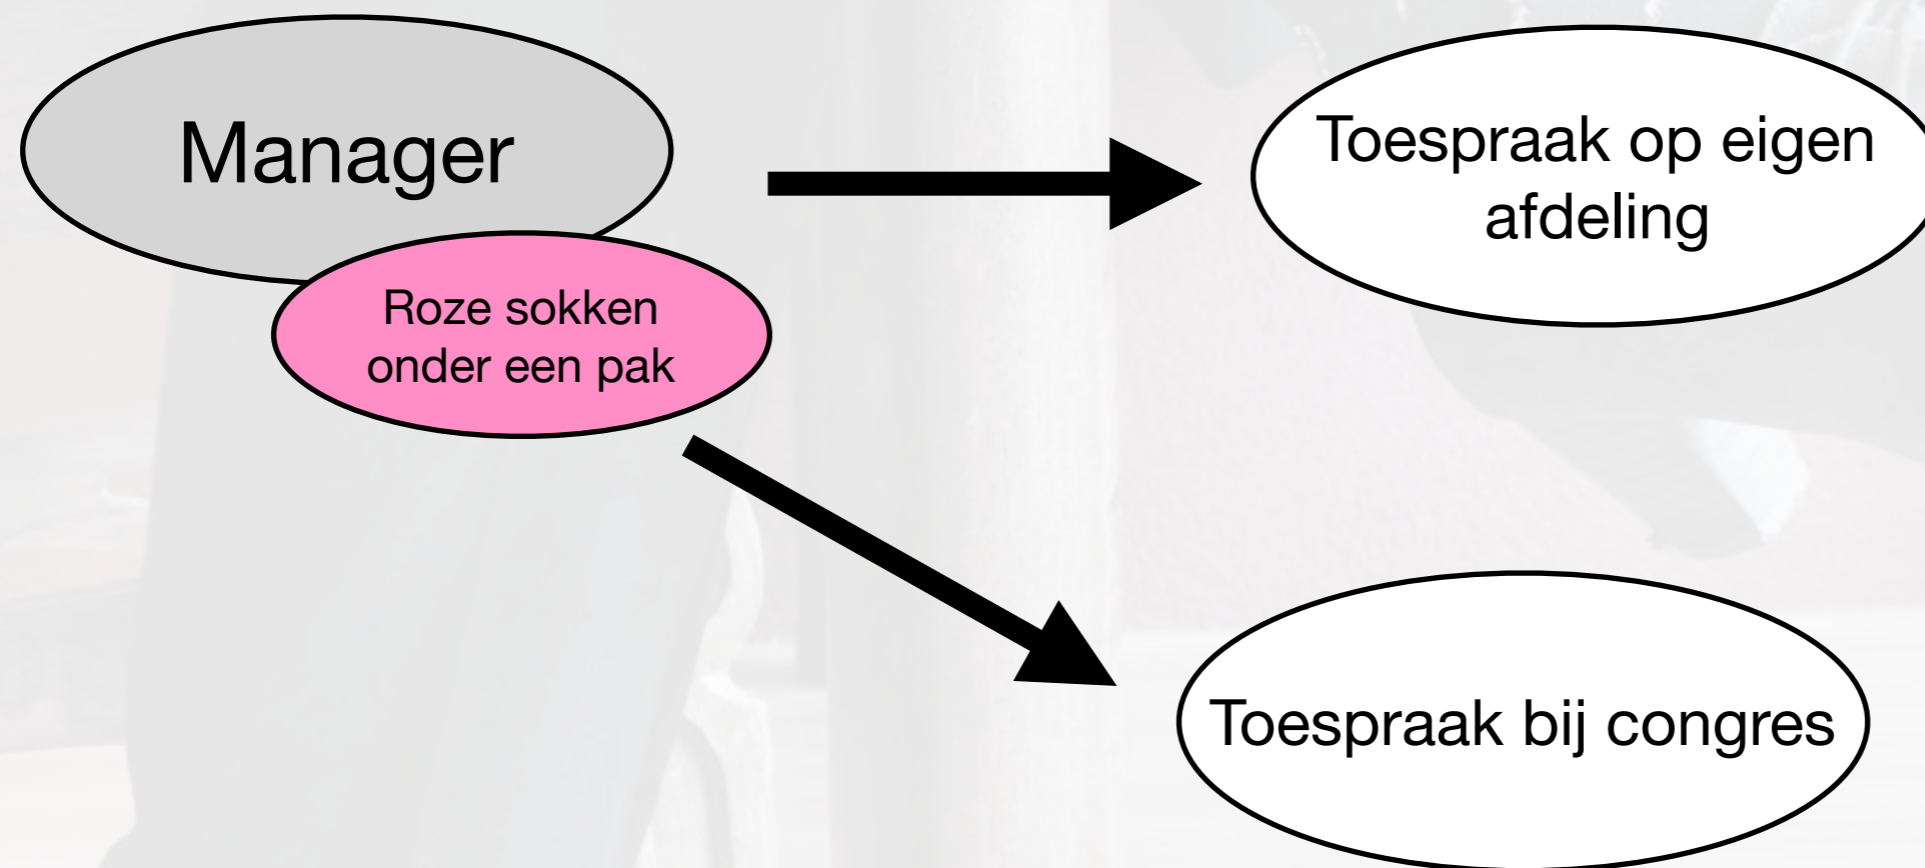 Manager
Toespraak op eigen
afdeling
Roze sokken
onder een pak
Toespraak bij congres